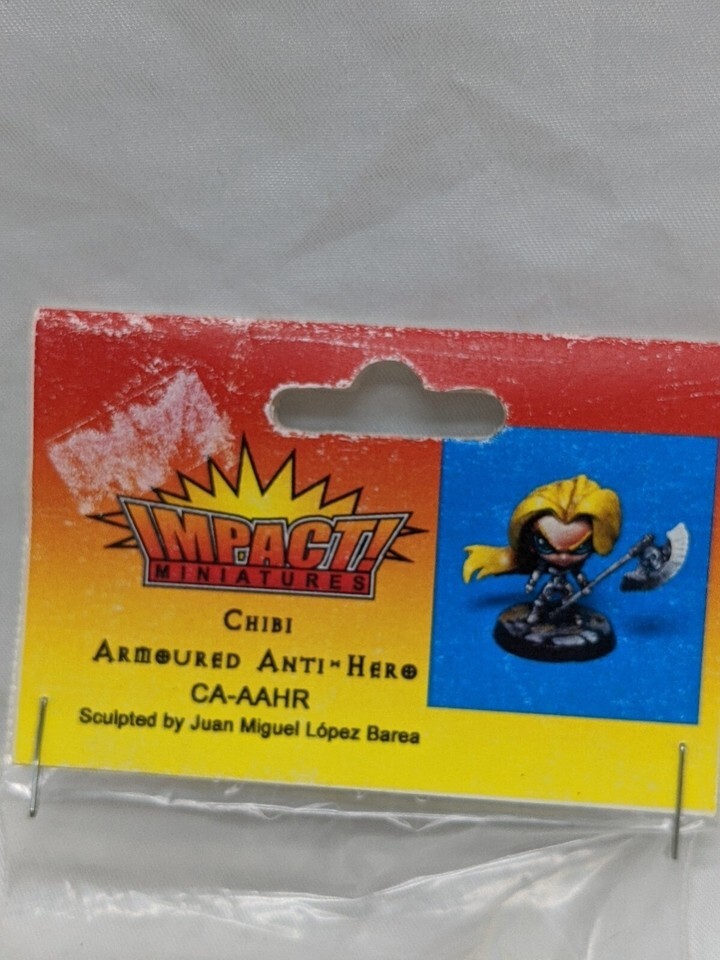 IMPACT!
MINIATURES
CHIBI
ARMOURED ANTI-HERO
CA-AAHR
Sculpted by Juan Miguel López Barea